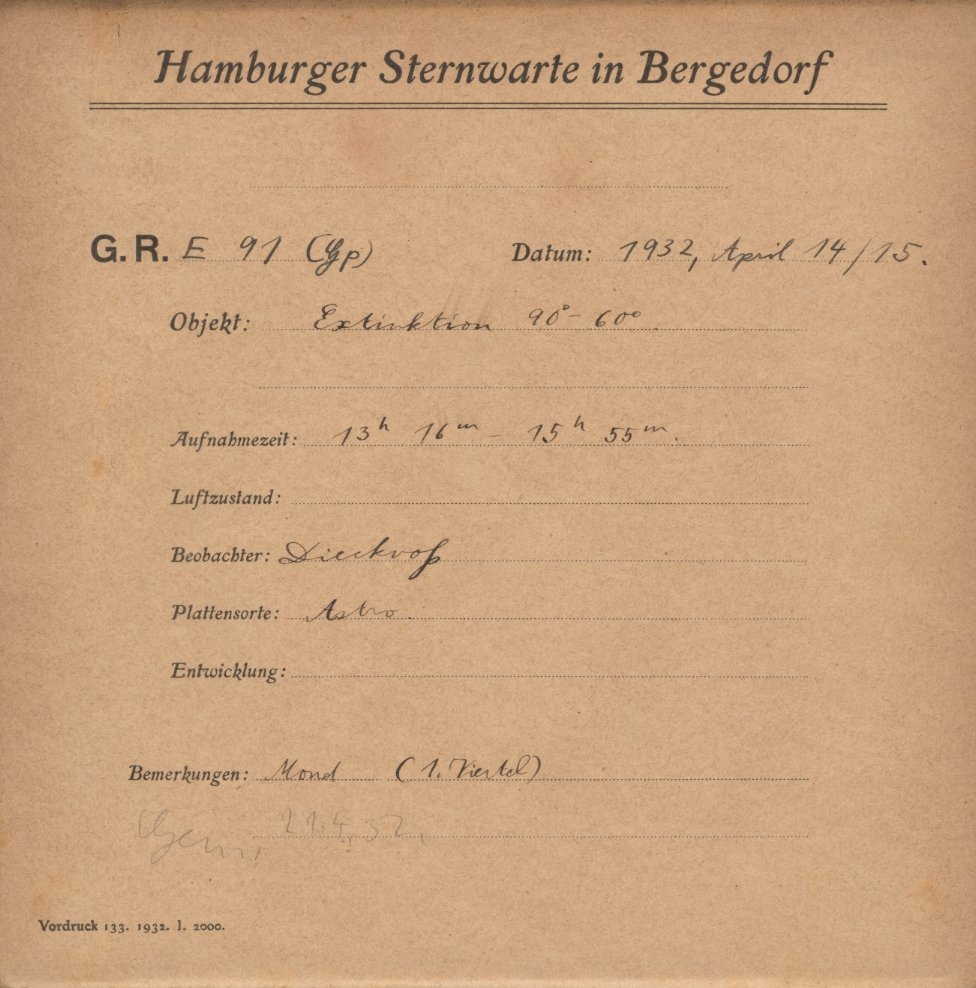 Hamburger Sternwarte in Bergedorf
G. R. E 91 (Gp) Datum: 1932, April 14/15.
Objekt: Extinktion 90°-60°.
Aufnahmezeit: 13h 16m - 15h 55m.
Luftzustand:
Beobachter: Dieckvoß
Plattensorte: Astro.
Entwicklung:
Bemerkungen: Mond (1. Viertel)
Gem. 21.4.32.
Vordruck 133. 1932. I. 2000.